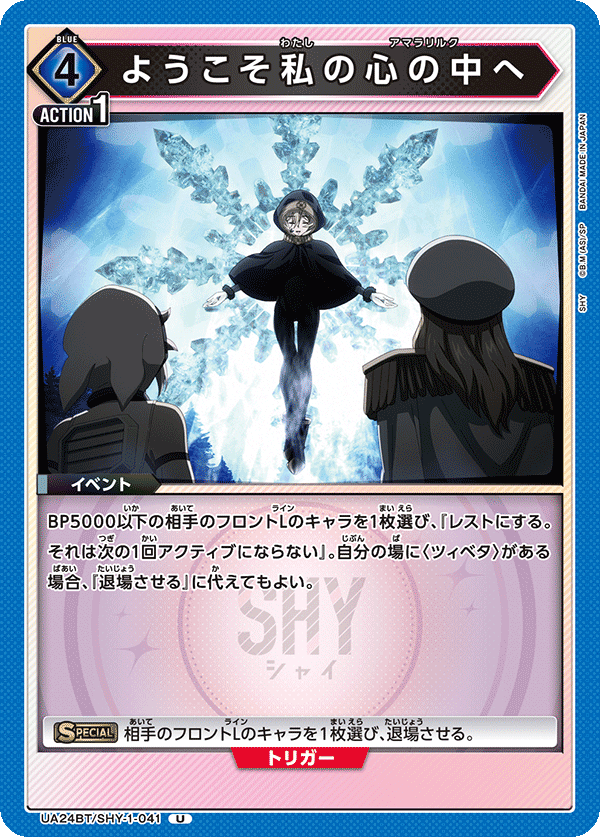 BLUE
4
わたし アマラリルク
ようこそ私の心の中へ
ACTION1
SHY ©B.M(AS)/SP BANDAI MADE IN JAPAN
イベント
いか あいて ライン まい えら
BP5000以下の相手のフロントLのキャラを1枚選び、『レストにする。
つぎ かい じぶん ば
それは次の1回アクティブにならない』。自分の場に〈ツィベタ〉がある
ばあい たいじょう か
場合、『退場させる』に代えてもよい。
SHY
シャイ
あいて ライン まい えら たいじょう
SPECIAL 相手のフロントLのキャラを1枚選び、退場させる。
トリガー
UA24BT/SHY-1-041 U